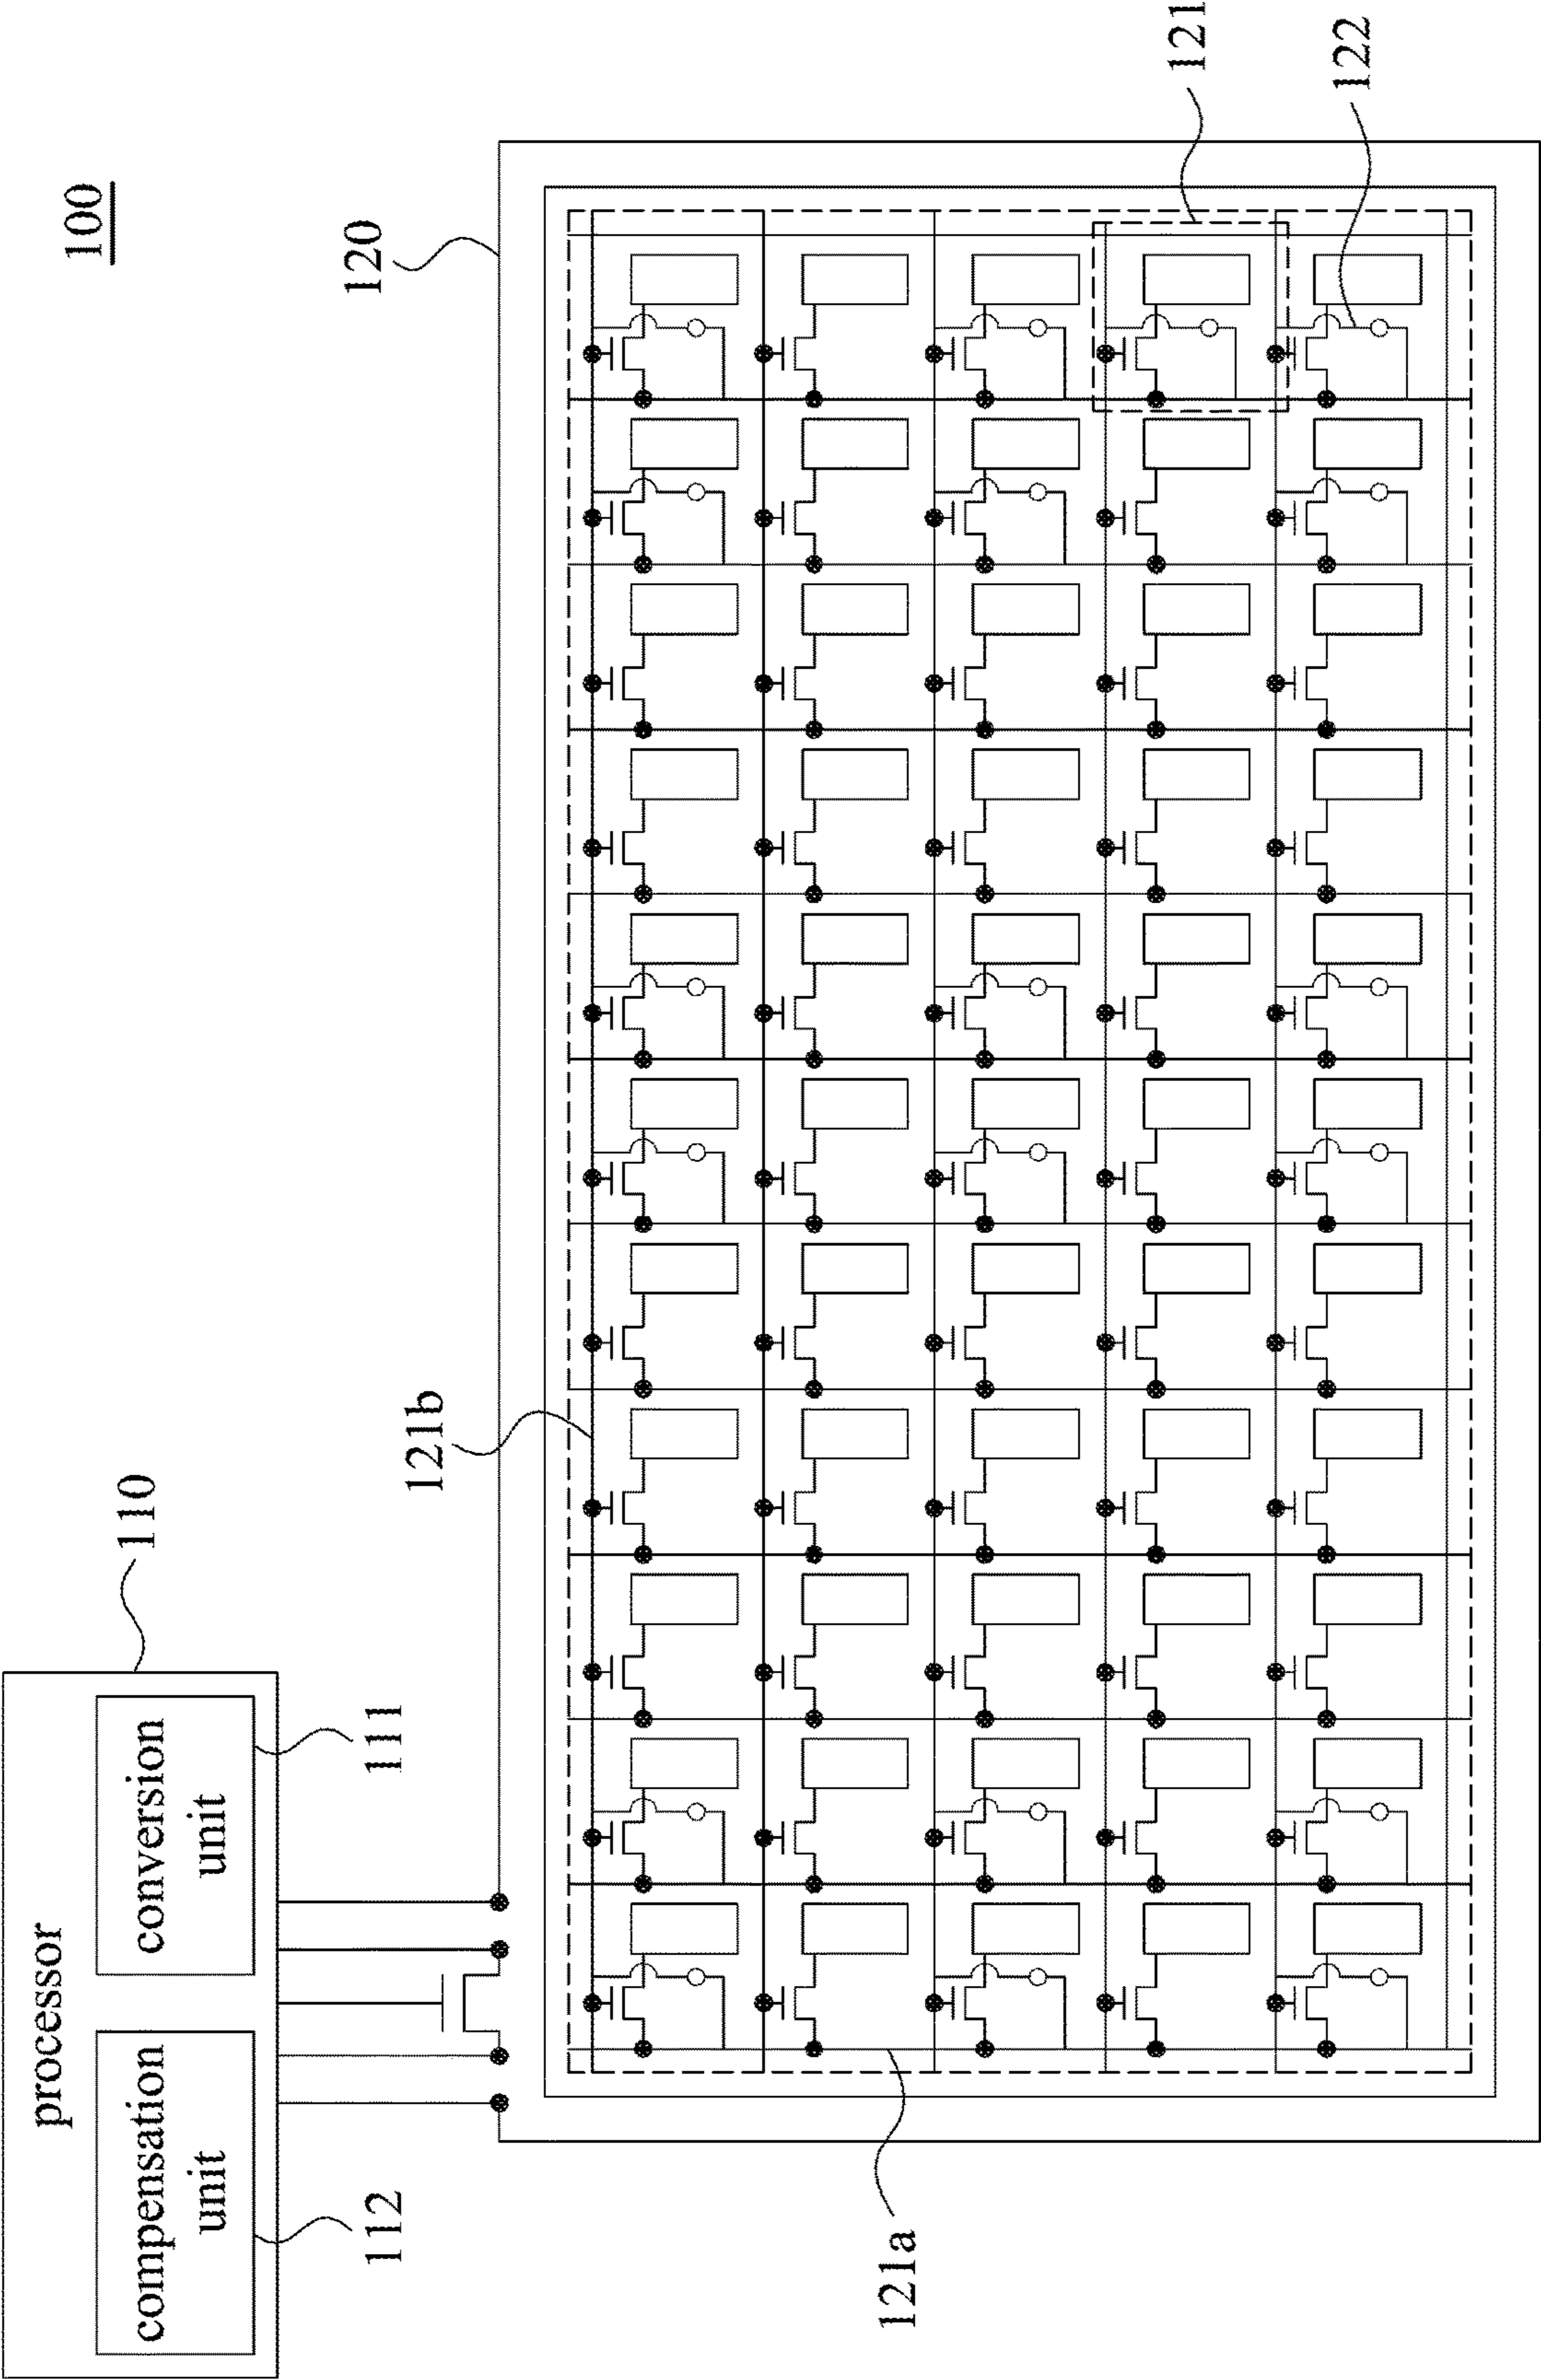 100
processor
compensation
unit
conversion
unit
110
112
111
121b
120
121a
121
122